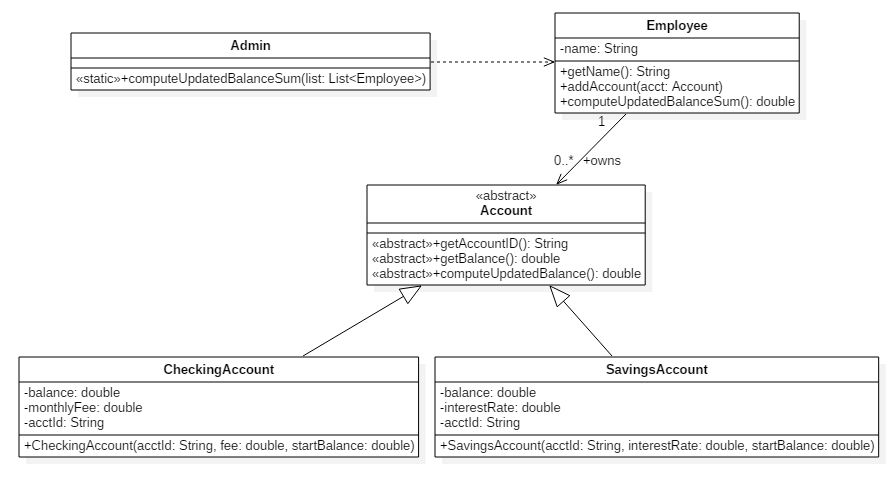 Admin
«static»+computeUpdatedBalanceSum(list: List<Employee>)
Employee
-name: String
+getName(): String
+addAccount(acct: Account)
+computeUpdatedBalanceSum(): double
1
0..*
+owns
«abstract»
Account
«abstract»+getAccountID(): String
«abstract»+getBalance(): double
«abstract»+computeUpdatedBalance(): double
CheckingAccount
-balance: double
-monthlyFee: double
-acctId: String
+CheckingAccount(acctId: String, fee: double, startBalance: double)
SavingsAccount
-balance: double
-interestRate: double
-acctId: String
+SavingsAccount(acctId: String, interestRate: double, startBalance: double)